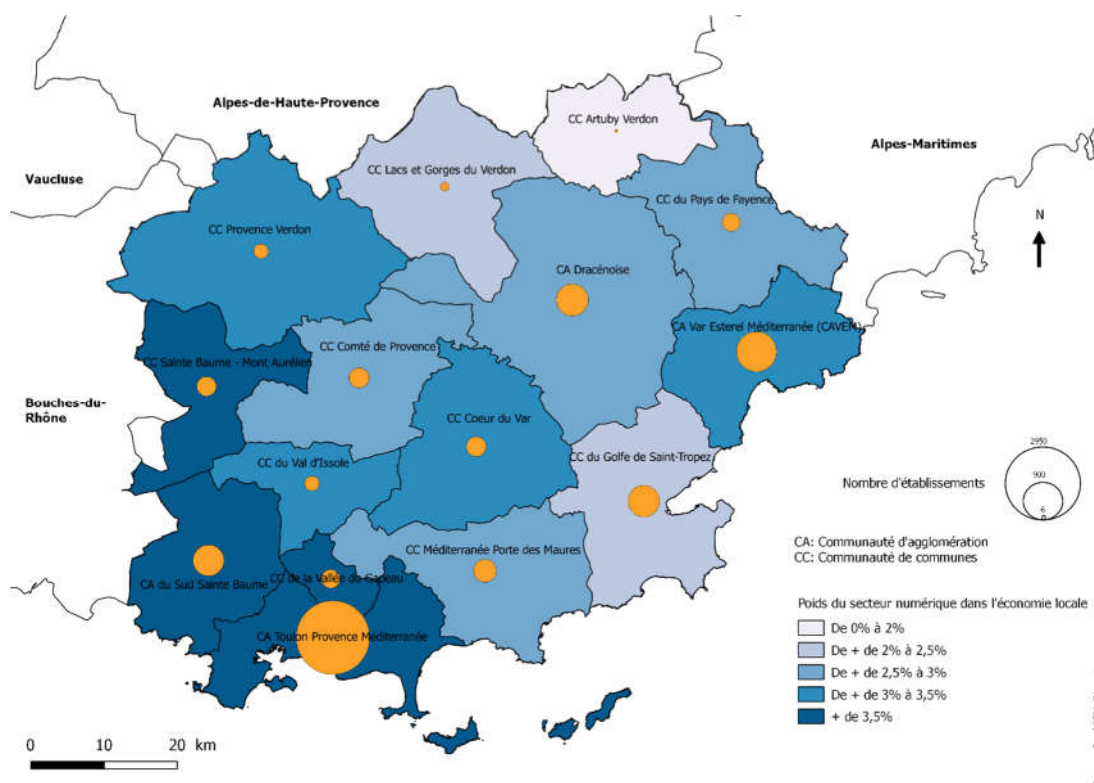 Alpes-de-Haute-Provence
CC Artuby Verdon
Alpes-Maritimes
Vaucluse
CC Lacs et Gorges du Verdon
CC du Pays de Fayence
CC Provence Verdon
N
CA Dracénoise
CA Var Esterel Méditerranée (CAVEM)
CC Comté de Provence
CC Sainte Baume - Mont Aurélien
Bouches-du-
Rhône
CC Coeur du Var
CC du Golfe de Saint-Tropez
CC du Val d'Issole
2950
900
6
Nombre d'établissements
CA: Communauté d'agglomération
CC: Communauté de communes
CC Méditerranée Porte des Maures
CC de la Vallée du Gapeau
CA du Sud Sainte Baume
CA Toulon Provence Méditerranée
Poids du secteur numérique dans l'économie locale
De 0% à 2%
De + de 2% à 2,5%
De + de 2,5% à 3%
De + de 3% à 3,5%
+ de 3,5%
0 10 20 km